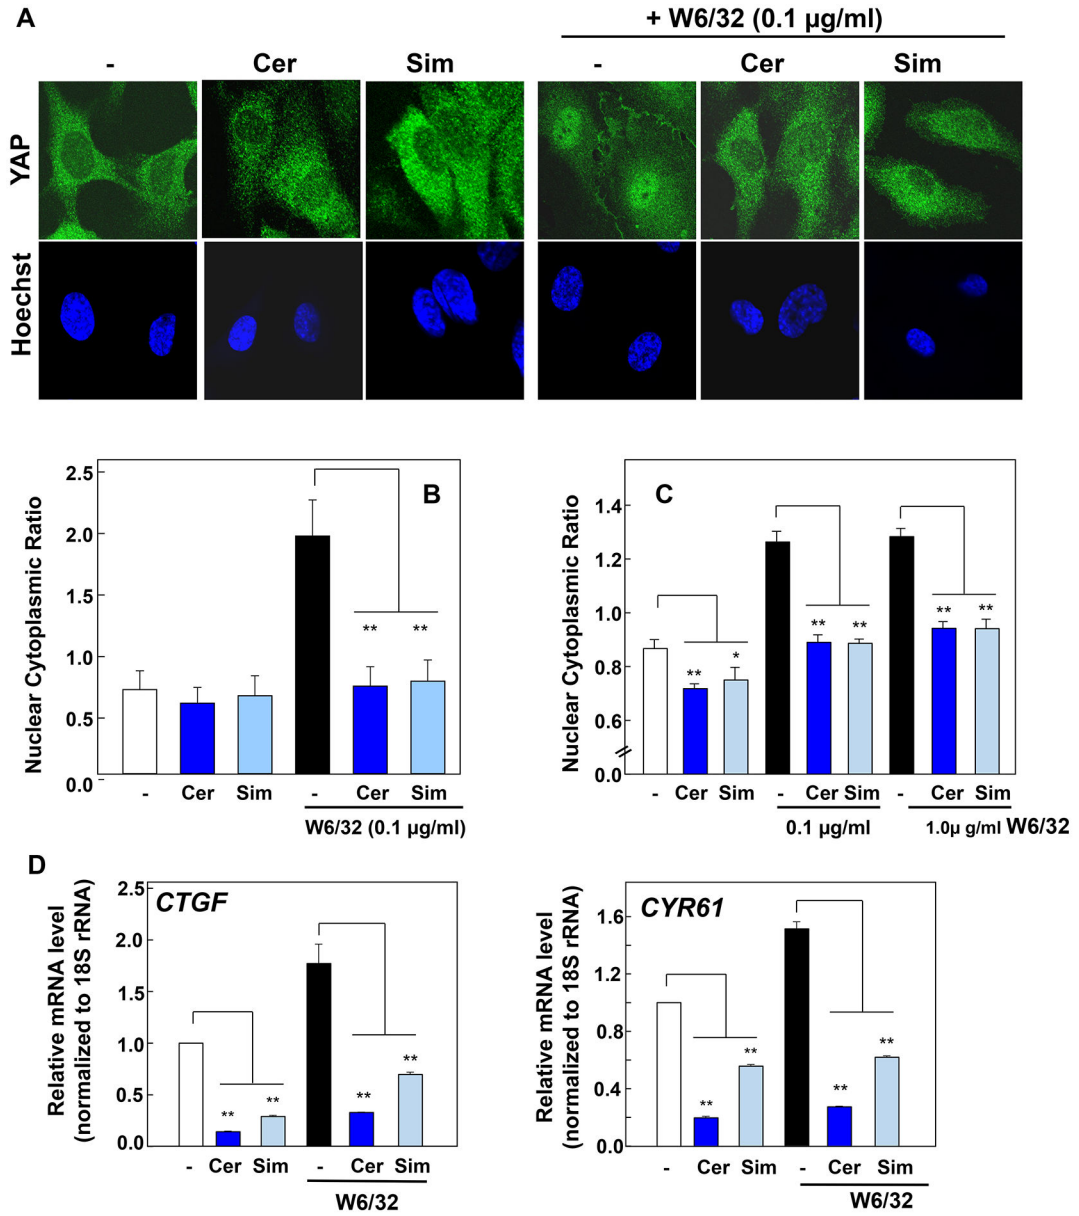 A
+ W6/32 (0.1 µg/ml)
- Cer Sim - Cer Sim
YAP
Hoechst
B
Nuclear Cytoplasmic Ratio
2.5
2.0
1.5
1.0
0.5
0.0
** **
- Cer Sim - Cer Sim
W6/32 (0.1 µg/ml)
C
Nuclear Cytoplasmic Ratio
1.4
1.2
1.0
0.8
0.6
0.0
** * ** ** ** **
- Cer Sim - Cer Sim - Cer Sim
0.1 µg/ml 1.0µ g/ml W6/32
D
CTGF
Relative mRNA level
(normalized to 18S rRNA)
2.5
2.0
1.5
1.0
0.5
0.0
** ** ** **
- Cer Sim - Cer Sim
W6/32
CYR61
Relative mRNA level
(normalized to 18S rRNA)
1.6
1.2
0.8
0.4
0.0
** ** ** **
- Cer Sim - Cer Sim
W6/32